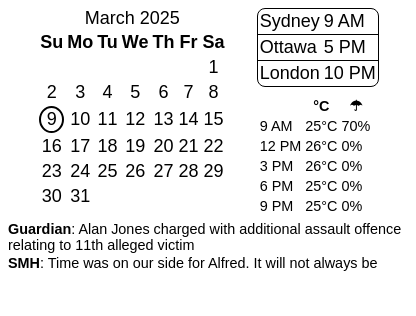 March 2025
Su Mo Tu We Th Fr Sa
1
2 3 4 5 6 7 8
9 10 11 12 13 14 15
16 17 18 19 20 21 22
23 24 25 26 27 28 29
30 31
Sydney 9 AM
Ottawa 5 PM
London 10 PM
°C ☂
9 AM 25°C 70%
12 PM 26°C 0%
3 PM 26°C 0%
6 PM 25°C 0%
9 PM 25°C 0%
Guardian: Alan Jones charged with additional assault offence
relating to 11th alleged victim
SMH: Time was on our side for Alfred. It will not always be